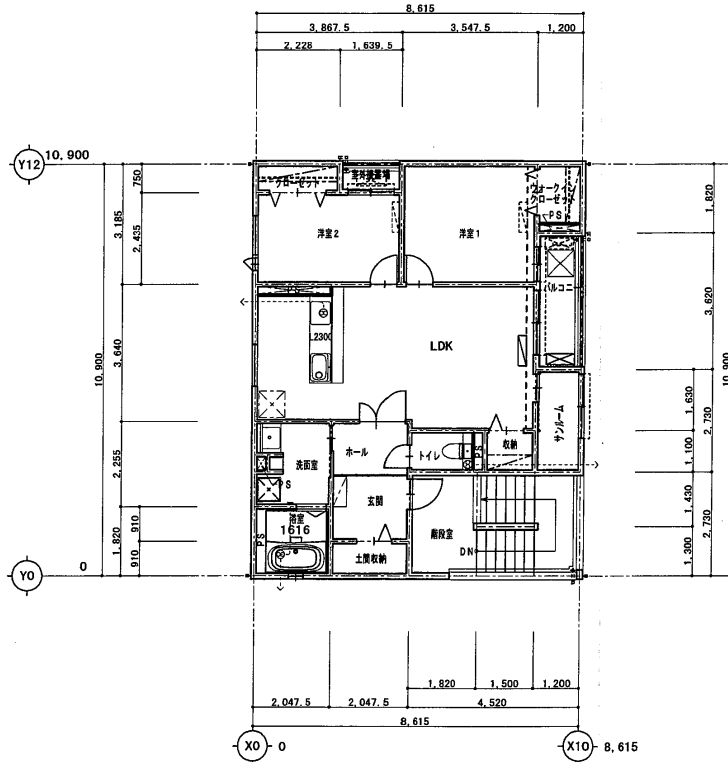 8,615
3,867.5 3,547.5 1,200
2,228 1,639.5
Y12 10,900
750
3,185
2,435
クローゼット
室外機置場
ウォークイン
クローゼット
PS
1,820
洋室2
洋室1
バルコニー
3,620
10,900
3,640
L2300
LDK
10,900
サンルーム
1,630
2,730
ホール
トイレ
PS
収納
1,100
2,255
洗面室
PS
玄関
階段室
1,430
2,730
浴室
1616
PS
土間収納
DN
1,820
910
910
1,300
Y0 0
1,820 1,500 1,200
2,047.5 2,047.5 4,520
8,615
X0 0
X10 8,615